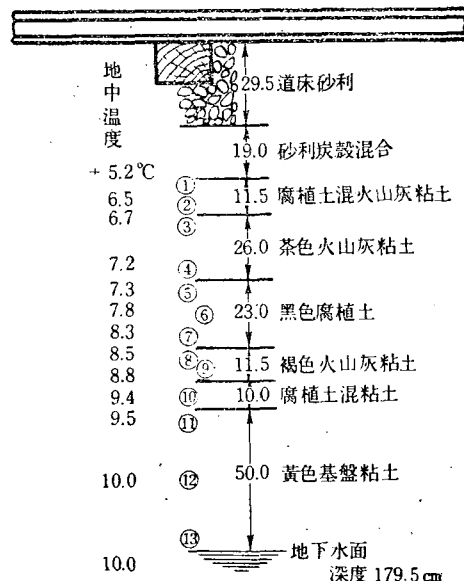 地中温度
29.5 道床砂利
19.0 砂利炭殻混合
+ 5.2℃
①
11.5 腐植土混火山灰粘土
6.5
②
6.7
③
26.0 茶色火山灰粘土
7.2
④
7.3
⑤
7.8
⑥
23.0 黒色腐植土
8.3
⑦
8.5
⑧
⑨
11.5 褐色火山灰粘土
8.8
9.4
⑩
10.0 腐植土混粘土
9.5
⑪
10.0
⑫
50.0 黃色基盤粘土
⑬
地下水面
10.0
深度 179.5 cm